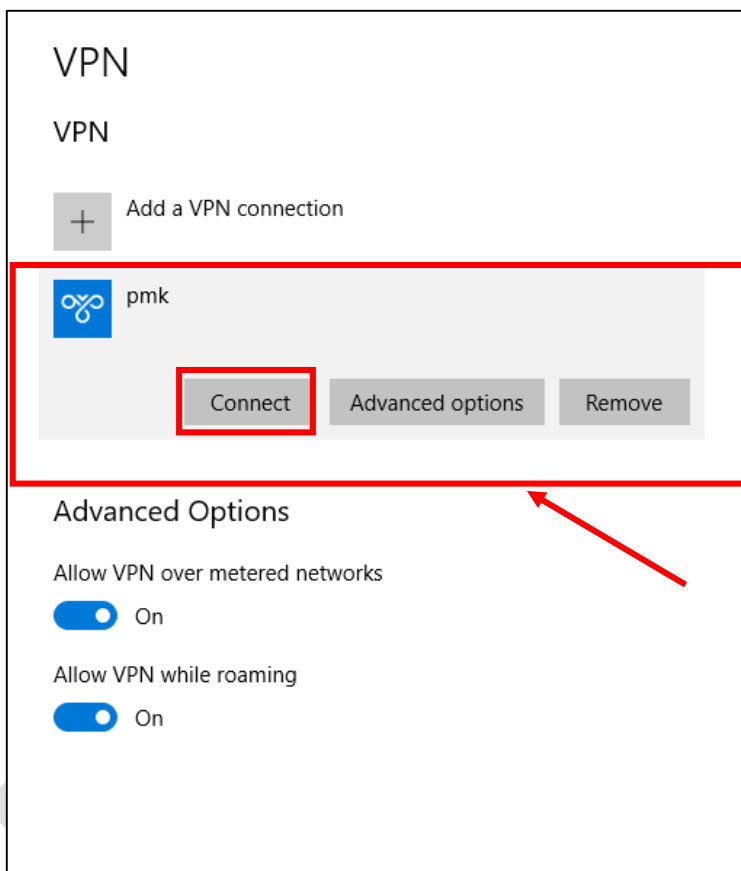 VPN
VPN
Add a VPN connection
pmk
Connect Advanced options Remove
Advanced Options
Allow VPN over metered networks
On
Allow VPN while roaming
On